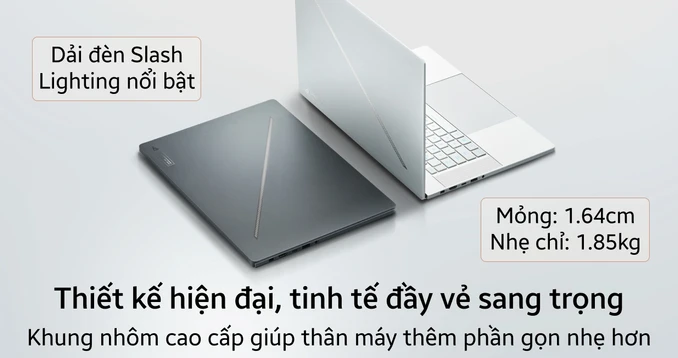 Dải đèn Slash
Lighting nổi bật
Mỏng: 1.64cm
Nhẹ chỉ: 1.85kg
Thiết kế hiện đại, tinh tế đầy vẻ sang trọng
Khung nhôm cao cấp giúp thân máy thêm phần gọn nhẹ hơn